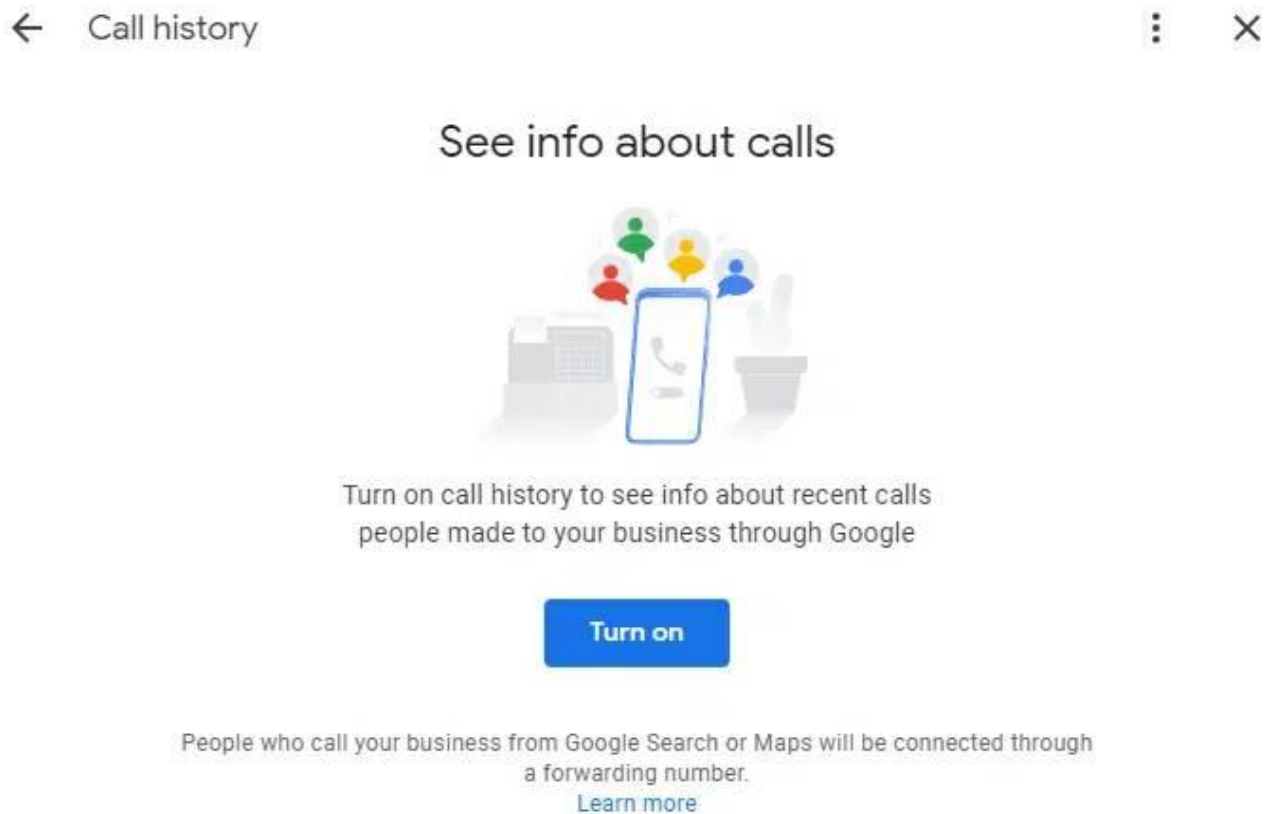 Call history
See info about calls
Turn on call history to see info about recent calls
people made to your business through Google
Turn on
People who call your business from Google Search or Maps will be connected through
a forwarding number.
Learn more